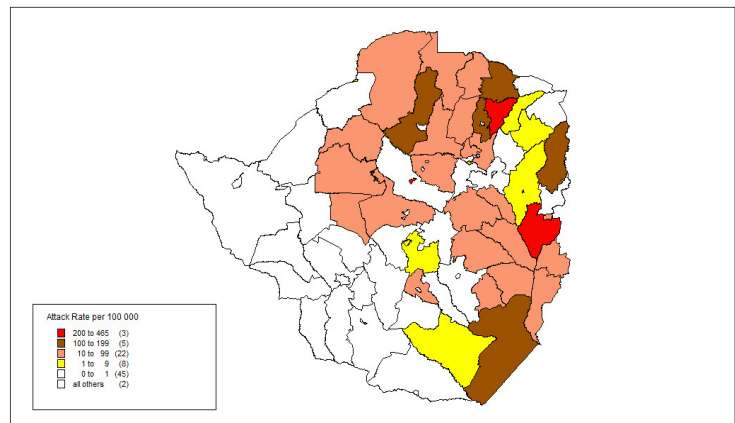 Attack Rate per 100 000
200 to 465 (3)
100 to 199 (5)
10 to 99 (22)
1 to 9 (8)
0 to 1 (45)
all others (2)